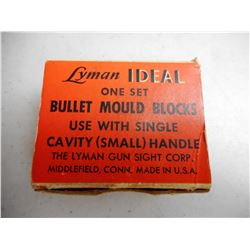 Lyman IDEAL
ONE SET
BULLET MOULD BLOCKS
USE WITH SINGLE
CAVITY (SMALL) HANDLE
THE LYMAN GUN SIGHT CORP.
MIDDLEFIELD, CONN. MADE IN U.S.A.